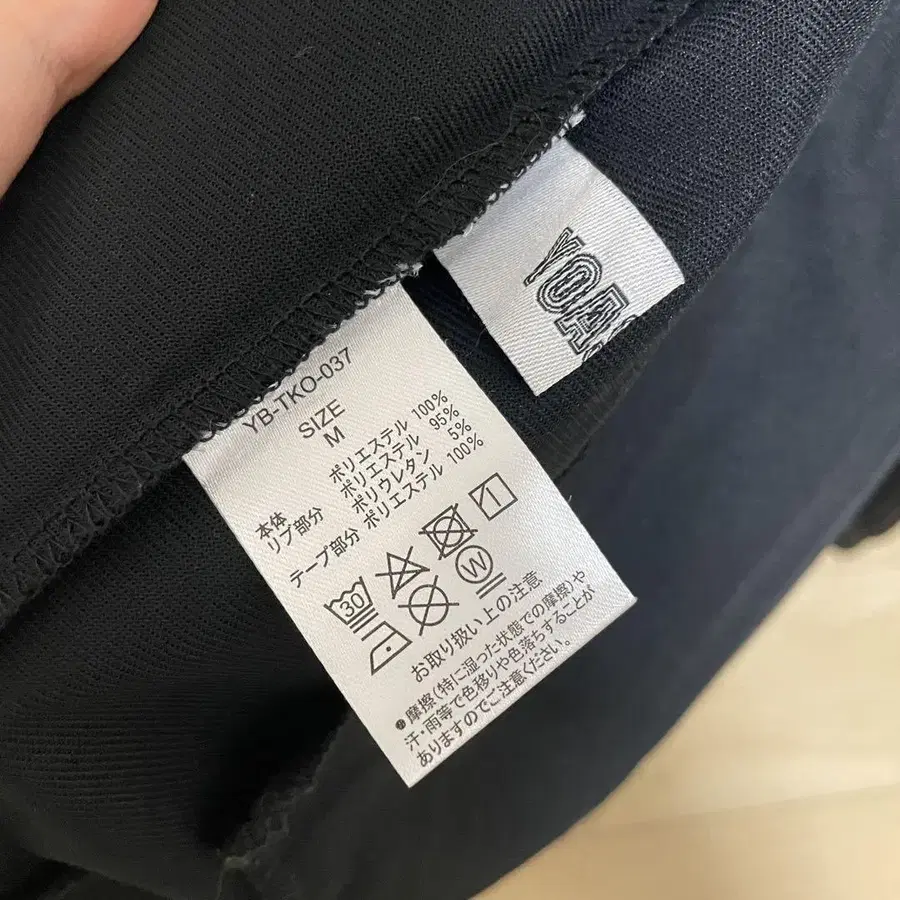 YB-TKO-037
SIZE
M
本体 ポリエステル 100%
リブ部分 ポリエステル 95%
ポリウレタン 5%
テープ部分 ポリエステル 100%
30
W
お取り扱い上の注意
●摩擦(特に湿った状態での摩擦)や
汗・雨等で色移りや色落ちすることが
ありますのでご注意ください。
YOA